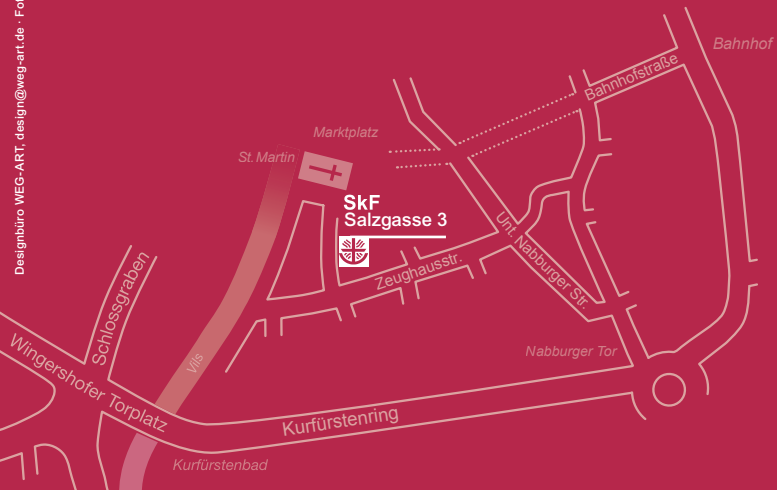 Designbüro WEG-ART, design@weg-art.de · Fot
Bahnhof
Bahnhofstraße
Marktplatz
St. Martin
SkF
Salzgasse 3
Unt. Nabburger Str.
Zeughausstr.
Schlossgraben
Wingershofer Torplatz
Vils
Nabburger Tor
Kurfürstenring
Kurfürstenbad